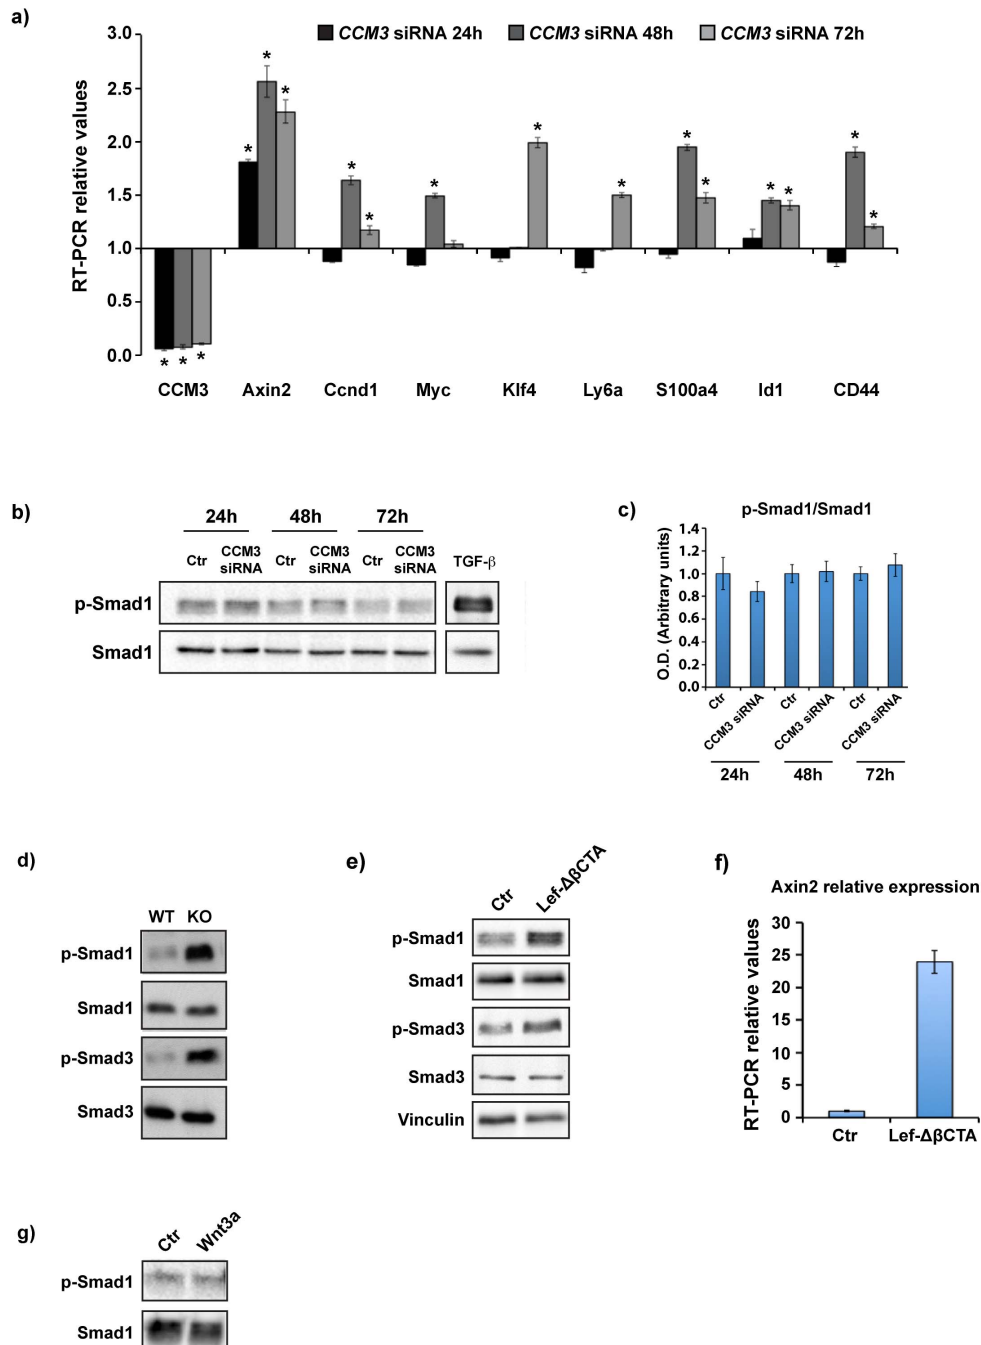 a)
CCM3 siRNA 24h CCM3 siRNA 48h CCM3 siRNA 72h
RT-PCR relative values
3.0
2.5
2.0
1.5
1.0
0.5
0.0
* * * * * * * * * * * * * * * * *
CCM3 Axin2 Ccnd1 Myc Klf4 Ly6a S100a4 Id1 CD44
b)
24h 48h 72h
Ctr CCM3 siRNA Ctr CCM3 siRNA Ctr CCM3 siRNA TGF-β
p-Smad1
Smad1
c)
p-Smad1/Smad1
O.D. (Arbitrary units)
1.4
1.2
1.0
0.8
0.6
0.4
0.2
0.0
Ctr CCM3 siRNA Ctr CCM3 siRNA Ctr CCM3 siRNA
24h 48h 72h
d)
WT KO
p-Smad1
Smad1
p-Smad3
Smad3
e)
Ctr Lef-ΔβCTA
p-Smad1
Smad1
p-Smad3
Smad3
Vinculin
f)
Axin2 relative expression
RT-PCR relative values
30
25
20
15
10
5
0
Ctr Lef-ΔβCTA
g)
Ctr Wnt3a
p-Smad1
Smad1